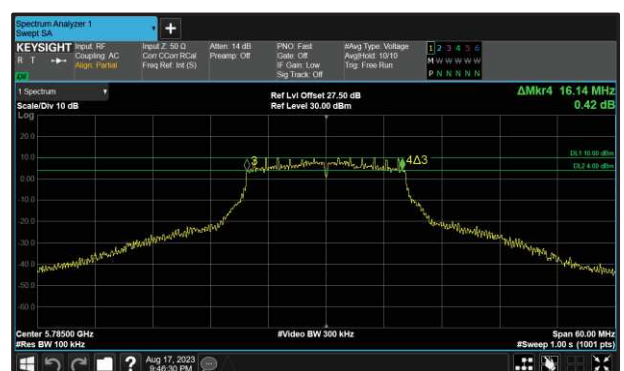 Spectrum Analyzer 1
Swept SA
+
KEYSIGHT
R T
Input: RF
Coupling: AC
Align: Partial
Input Z: 50 Ω
Corr CCorr RCal
Freq Ref: Int (S)
Atten: 14 dB
Preamp: Off
PNO: Fast
Gate: Off
IF Gain: Low
Sig Track: Off
#Avg Type: Voltage
Avg|Hold: 10/10
Trig: Free Run
1 2 3 4 5 6
M W W W W W
P N N N N N
1 Spectrum
Scale/Div 10 dB
Ref Lvl Offset 27.50 dB
Ref Level 30.00 dBm
ΔMkr4 16.14 MHz
0.42 dB
Log
20.0
10.0
0.00
-10.0
-20.0
-30.0
-40.0
-50.0
-60.0
3
4Δ3
DL1 10.00 dBm
DL2 4.00 dBm
Center 5.78500 GHz
#Res BW 100 kHz
#Video BW 300 kHz
Span 60.00 MHz
#Sweep 1.00 s (1001 pts)
?
Aug 17, 2023
9:46:30 PM